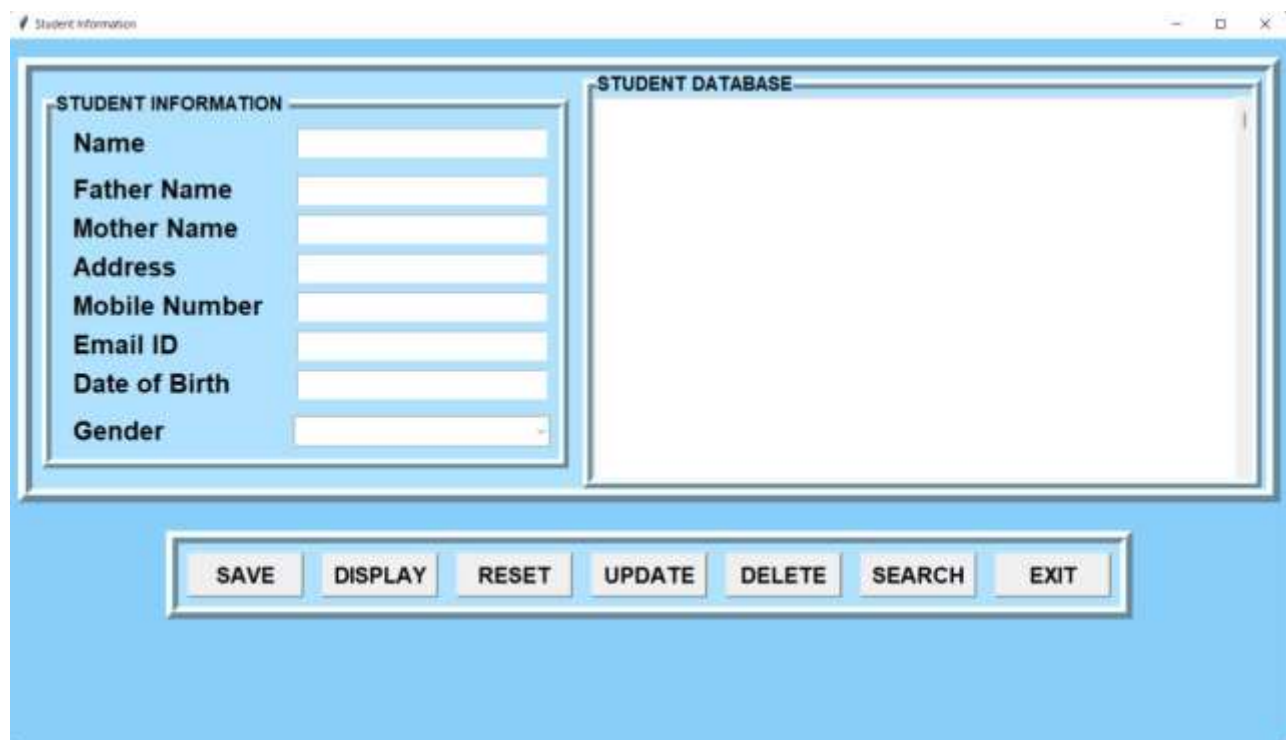 Student Information
STUDENT INFORMATION
Name
Father Name
Mother Name
Address
Mobile Number
Email ID
Date of Birth
Gender
STUDENT DATABASE
SAVE DISPLAY RESET UPDATE DELETE SEARCH EXIT